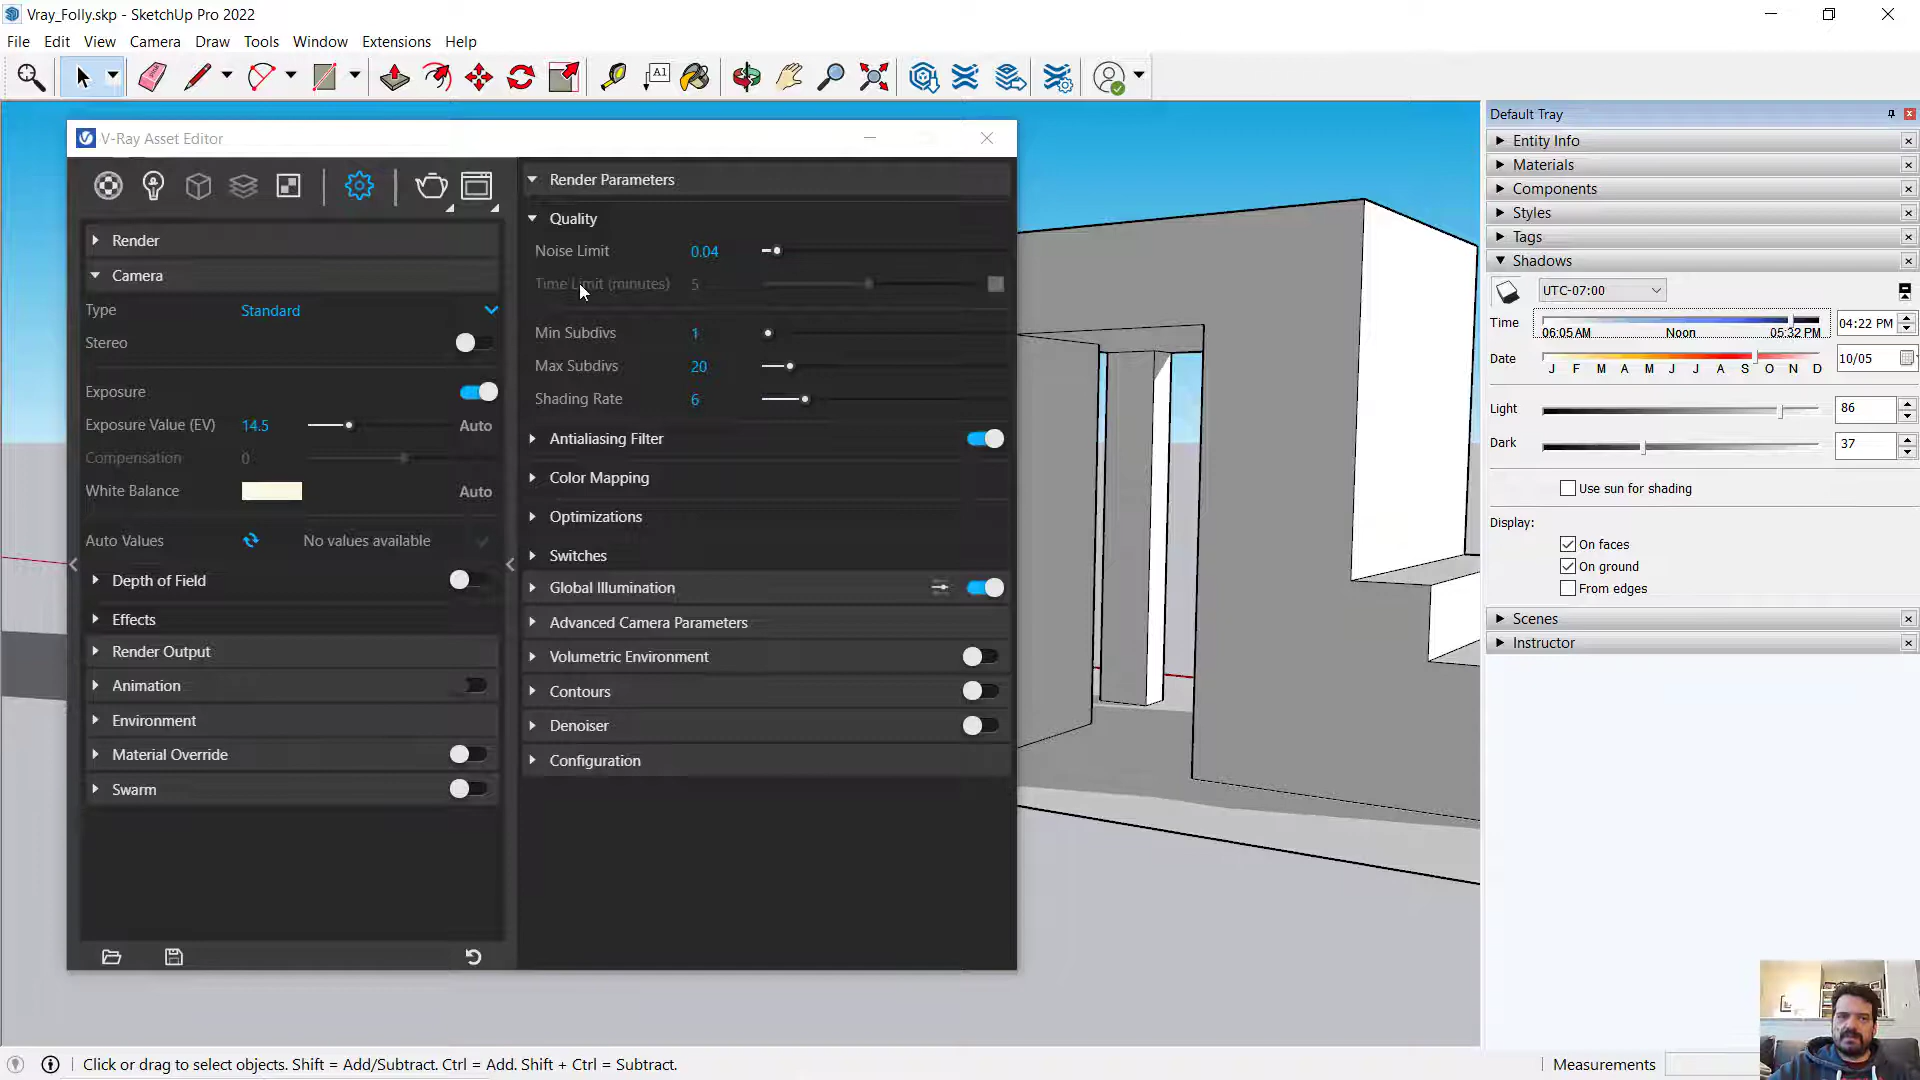 Vray_Folly.skp - SketchUp Pro 2022
File Edit View Camera Draw Tools Window Extensions Help
A1
V-Ray Asset Editor
Render
Camera
Type Standard
Stereo
Exposure
Exposure Value (EV) 14.5 Auto
Compensation 0
White Balance Auto
Auto Values No values available
Depth of Field
Effects
Render Output
Animation
Environment
Material Override
Swarm
Render Parameters
Quality
Noise Limit 0.04
Time Limit (minutes) 5
Min Subdivs 1
Max Subdivs 20
Shading Rate 6
Antialiasing Filter
Color Mapping
Optimizations
Switches
Global Illumination
Advanced Camera Parameters
Volumetric Environment
Contours
Denoiser
Configuration
Default Tray
Entity Info
Materials
Components
Styles
Tags
Shadows
UTC-07:00
Time 06:05 AM Noon 05:32 PM 04:22 PM
Date J F M A M J J A S O N D 10/05
Light 86
Dark 37
Use sun for shading
Display:
On faces
On ground
From edges
Scenes
Instructor
Click or drag to select objects. Shift = Add/Subtract. Ctrl = Add. Shift + Ctrl = Subtract.
Measurements